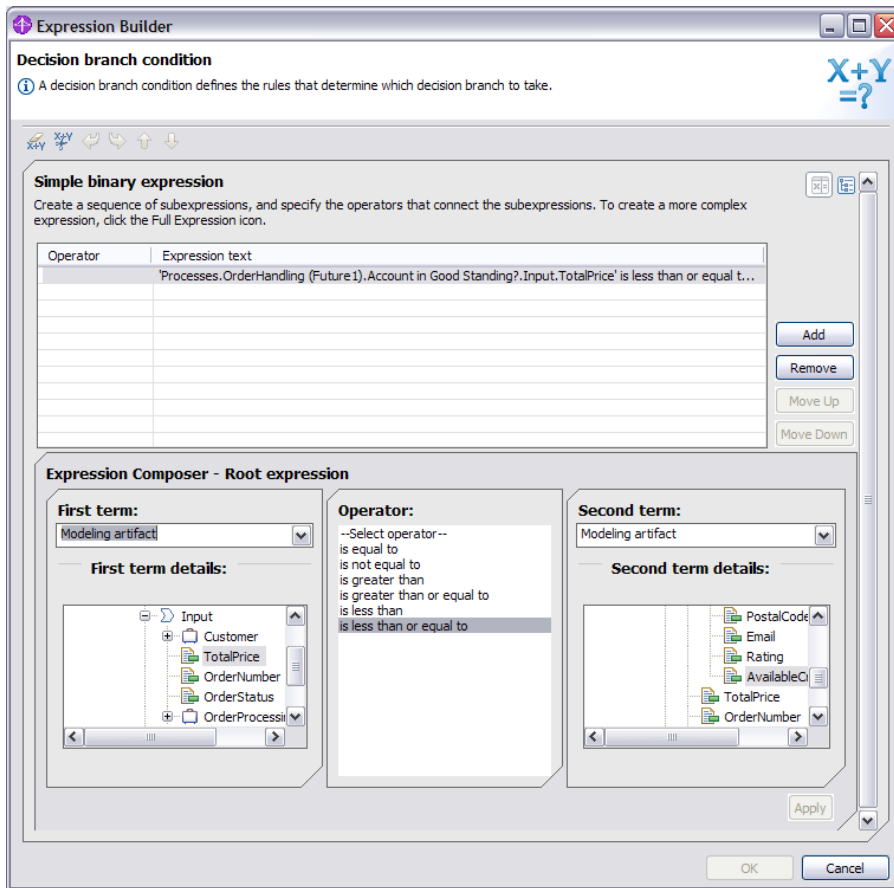 Expression Builder
Decision branch condition
A decision branch condition defines the rules that determine which decision branch to take.
X+Y
=?
X+Y
X+Y
Simple binary expression
Create a sequence of subexpressions, and specify the operators that connect the subexpressions. To create a more complex
expression, click the Full Expression icon.
Operator Expression text
'Processes.OrderHandling (Future1).Account in Good Standing?.Input.TotalPrice' is less than or equal t...
Add
Remove
Move Up
Move Down
Expression Composer - Root expression
First term:
Modeling artifact
First term details:
Input
Customer
TotalPrice
OrderNumber
OrderStatus
OrderProcessi
Operator:
--Select operator--
is equal to
is not equal to
is greater than
is greater than or equal to
is less than
is less than or equal to
Second term:
Modeling artifact
Second term details:
PostalCode
Email
Rating
AvailableCr
TotalPrice
OrderNumber
Apply
OK Cancel